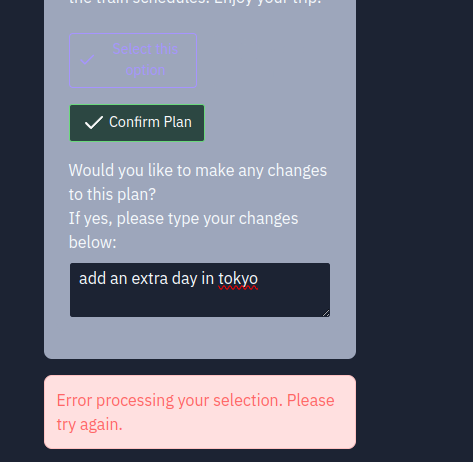 the train schedules. Enjoy your trip!
Confirm Plan
Would you like to make any changes
to this plan?
If yes, please type your changes
below:
add an extra day in tokyo
Error processing your selection. Please
try again.